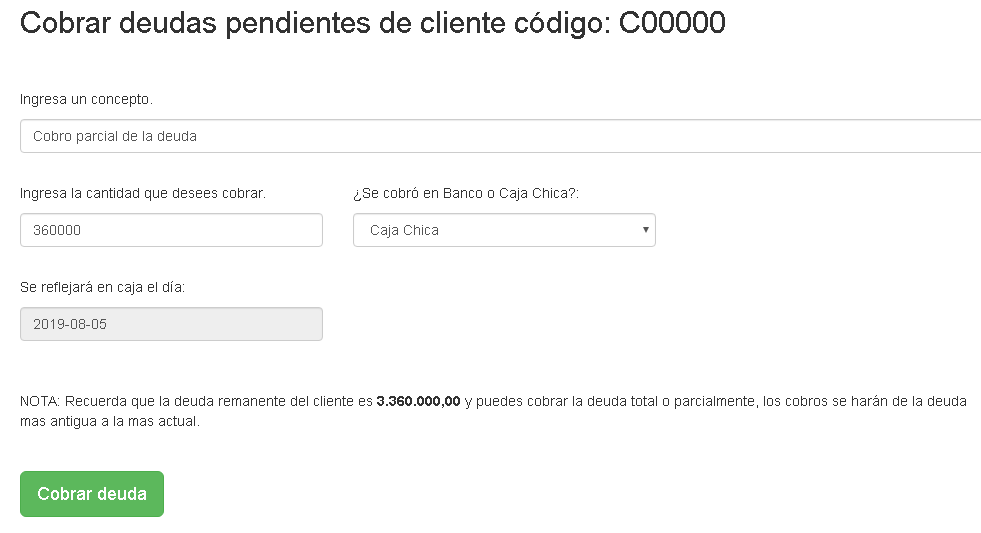 Cobrar deudas pendientes de cliente código: C00000
Ingresa un concepto.
Cobro parcial de la deuda
Ingresa la cantidad que desees cobrar.
¿Se cobró en Banco o Caja Chica?:
360000
Caja Chica
Se reflejará en caja el día:
2019-08-05
NOTA: Recuerda que la deuda remanente del cliente es 3.360.000,00 y puedes cobrar la deuda total o parcialmente, los cobros se harán de la deuda
mas antigua a la mas actual.
Cobrar deuda